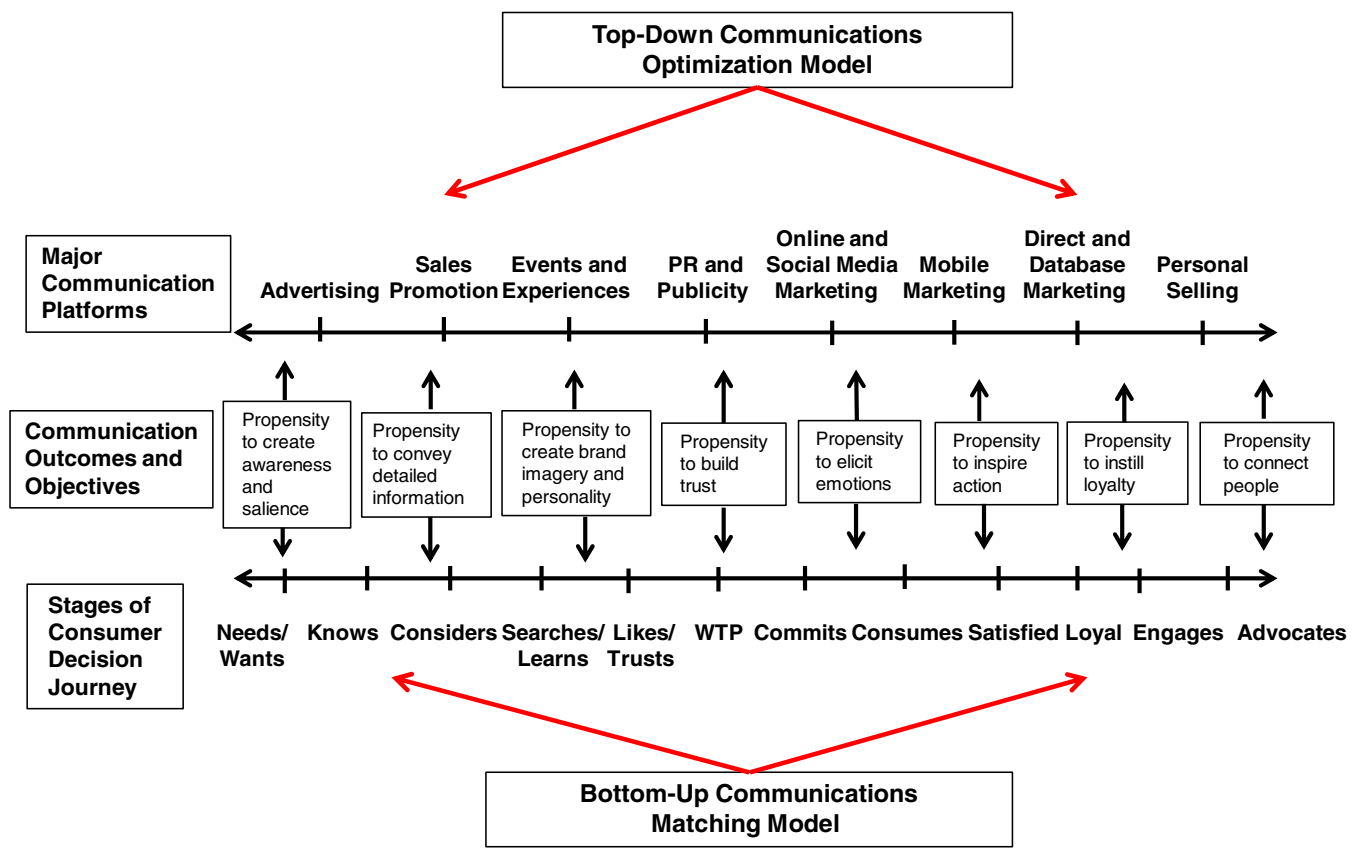 Top-Down Communications
Optimization Model
Major
Communication
Platforms
Advertising
Sales
Promotion
Events and
Experiences
PR and
Publicity
Online and
Social Media
Marketing
Mobile
Marketing
Direct and
Database
Marketing
Personal
Selling
Communication
Outcomes and
Objectives
Propensity
to create
awareness
and
salience
Propensity
to convey
detailed
information
Propensity to
create brand
imagery and
personality
Propensity
to build
trust
Propensity
to elicit
emotions
Propensity
to inspire
action
Propensity
to instill
loyalty
Propensity
to connect
people
Stages of
Consumer
Decision
Journey
Needs/
Wants
Knows
Considers
Searches/
Learns
Likes/
Trusts
WTP
Commits
Consumes
Satisfied
Loyal
Engages
Advocates
Bottom-Up Communications
Matching Model